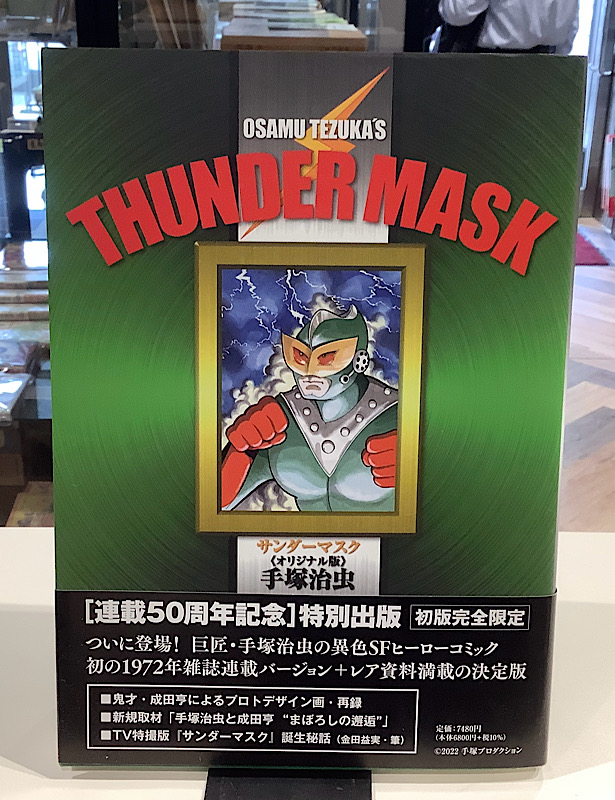 OSAMU TEZUKA'S
THUNDER MASK
サンダーマスク
《オリジナル版》
手塚治虫
[連載50周年記念]特別出版 初版完全限定
ついに登場! 巨匠・手塚治虫の異色SFヒーローコミック
初の1972年雑誌連載バージョン+レア資料満載の決定版
■鬼才・成田亨によるプロトデザイン画・再録
■新規取材「手塚治虫と成田亨 “まぼろしの邂逅”」
■TV特撮版『サンダーマスク』誕生秘話(金田益実・筆)
定価:7480円
(本体6800円+税10%)
©2022 手塚プロダクション